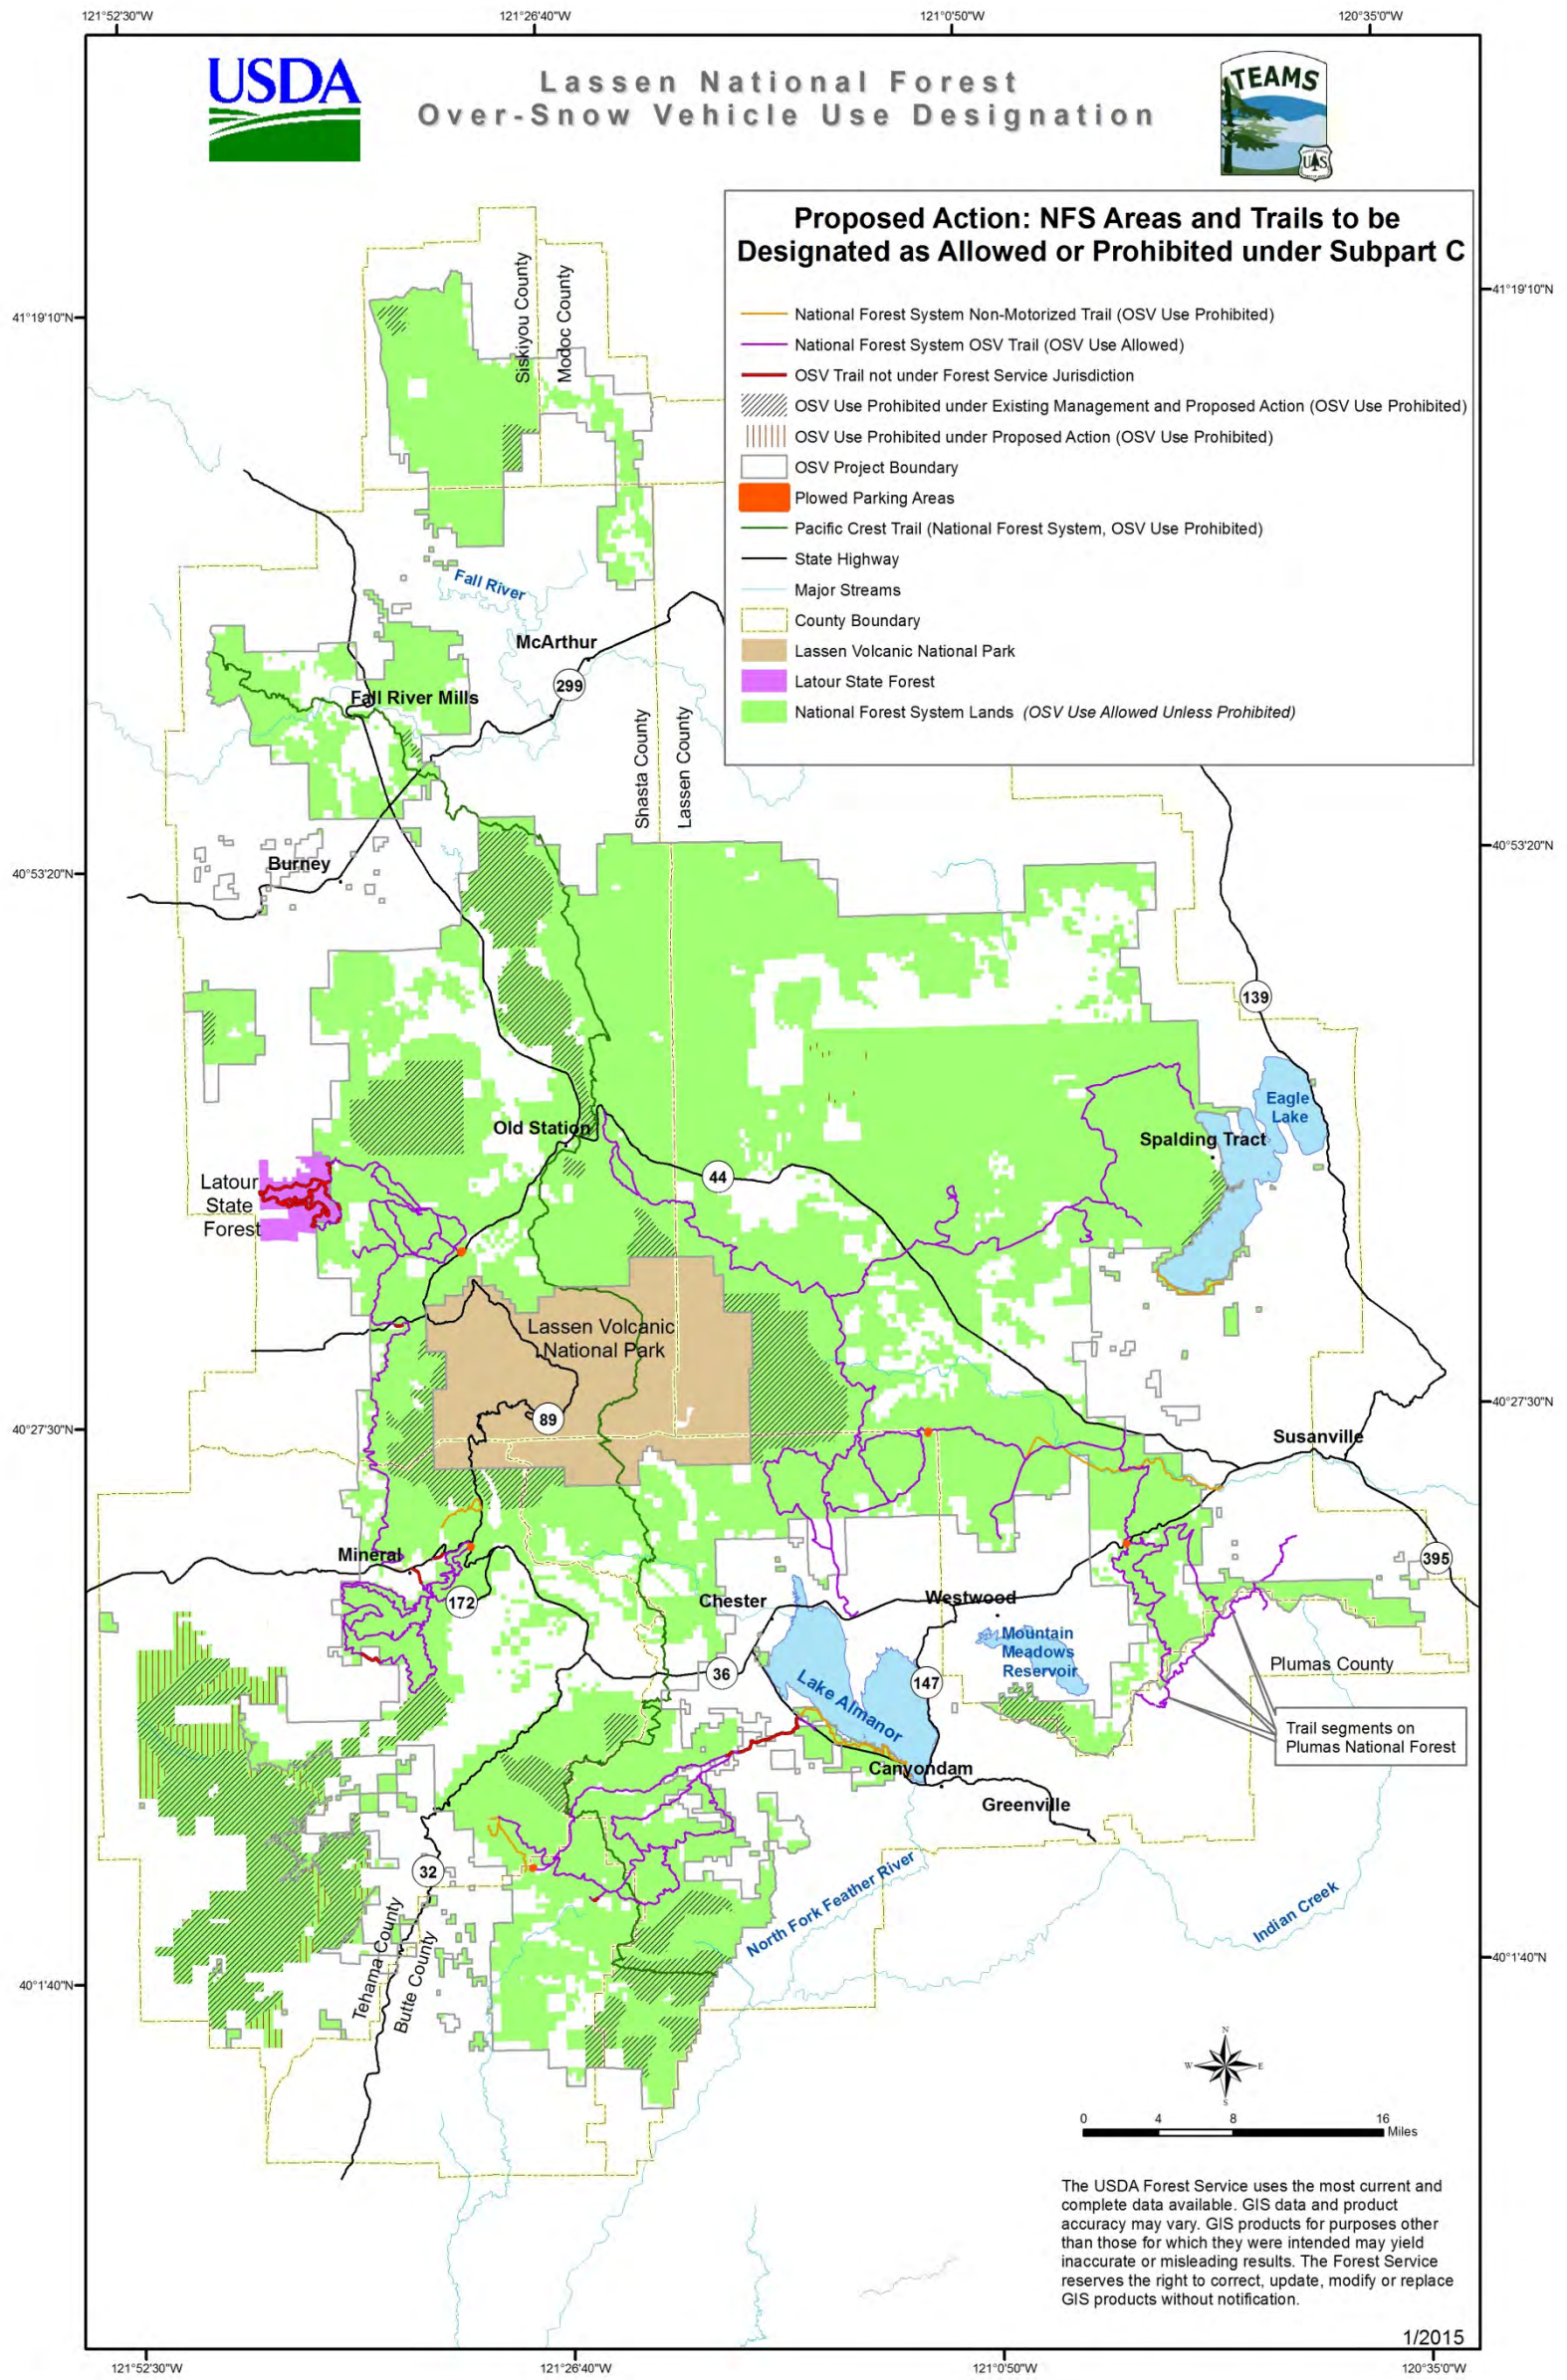 121°52'30"W
121°26'40"W
121°0'50"W
120°35'0"W
USDA
Lassen National Forest
Over-Snow Vehicle Use Designation
TEAMS
U S
Proposed Action: NFS Areas and Trails to be
Designated as Allowed or Prohibited under Subpart C
National Forest System Non-Motorized Trail (OSV Use Prohibited)
National Forest System OSV Trail (OSV Use Allowed)
OSV Trail not under Forest Service Jurisdiction
OSV Use Prohibited under Existing Management and Proposed Action (OSV Use Prohibited)
OSV Use Prohibited under Proposed Action (OSV Use Prohibited)
OSV Project Boundary
Plowed Parking Areas
Pacific Crest Trail (National Forest System, OSV Use Prohibited)
State Highway
Major Streams
County Boundary
Lassen Volcanic National Park
Latour State Forest
National Forest System Lands (OSV Use Allowed Unless Prohibited)
Siskiyou County
Modoc County
41°19'10"N
41°19'10"N
Fall River
McArthur
299
Fall River Mills
Shasta County
Lassen County
Burney
40°53'20"N
40°53'20"N
139
Eagle
Lake
Old Station
Spalding Tract
44
Latour
State
Forest
Lassen Volcanic
National Park
89
40°27'30"N
40°27'30"N
Susanville
Mineral
395
172
Chester
Westwood
Mountain
Meadows
Reservoir
36
147
Lake Almanor
Plumas County
Trail segments on
Plumas National Forest
Canyondam
Greenville
32
North Fork Feather River
Indian Creek
Tehama County
Butte County
40°1'40"N
40°1'40"N
N
W
E
S
0
4
8
16
Miles
The USDA Forest Service uses the most current and
complete data available. GIS data and product
accuracy may vary. GIS products for purposes other
than those for which they were intended may yield
inaccurate or misleading results. The Forest Service
reserves the right to correct, update, modify or replace
GIS products without notification.
1/2015
121°52'30"W
121°26'40"W
121°0'50"W
120°35'0"W